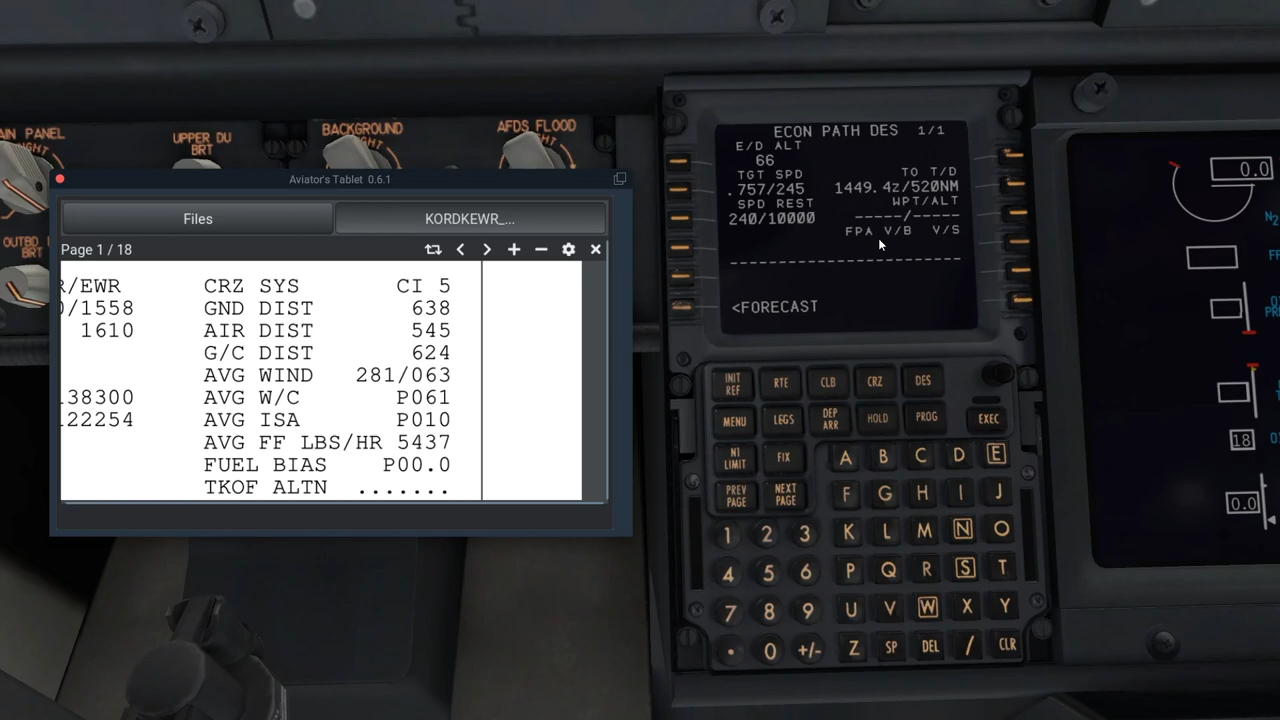 AIN PANEL
UPPER DU
BRT
BACKGROUND
AFDS FLOOD
OUTBD
BRT
Aviator's Tablet 0.6.1
Files
KORDKEWR_...
Page 1 / 18
R/EWR CRZ SYS CI 5
/1558 GND DIST 638
1610 AIR DIST 545
G/C DIST 624
AVG WIND 281/063
38300 AVG W/C P061
22254 AVG ISA P010
AVG FF LBS/HR 5437
FUEL BIAS P00.0
TKOF ALTN .......
ECON PATH DES 1/1
E/D ALT
66
TGT SPD TO T/D
.757/245 1449.4z/520NM
SPD REST WPT/ALT
240/10000 -----/-----
FPA V/B V/S
<FORECAST
INIT REF RTE CLB CRZ DES
MENU LEGS DEP ARR HOLD PROG EXEC
N1 LIMIT FIX A B C D E
PREV PAGE NEXT PAGE F G H I J
1 2 3 K L M N O
4 5 6 P Q R S T
7 8 9 U V W X Y
. 0 +/- Z SP DEL / CLR
0.0
18
0.0